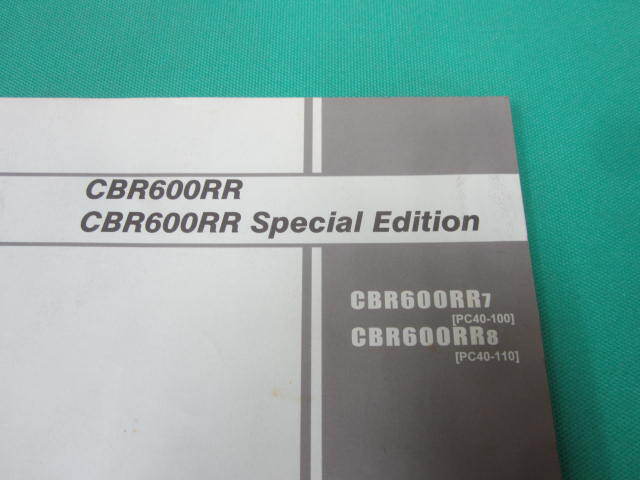 CBR600RR
CBR600RR Special Edition
CBR600RR7
[PC40-100]
CBR600RR8
[PC40-110]